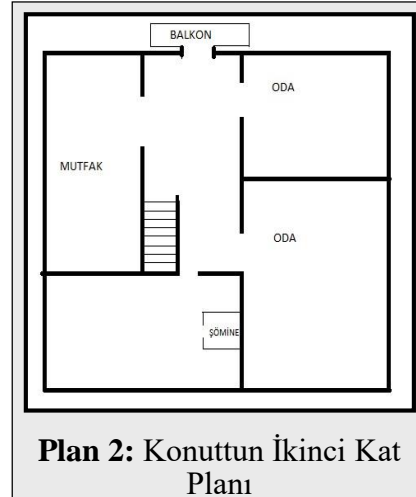 BALKON
ODA
MUTFAK
ODA
ŞÖMİNE
Plan 2: Konuttun İkinci Kat
Planı